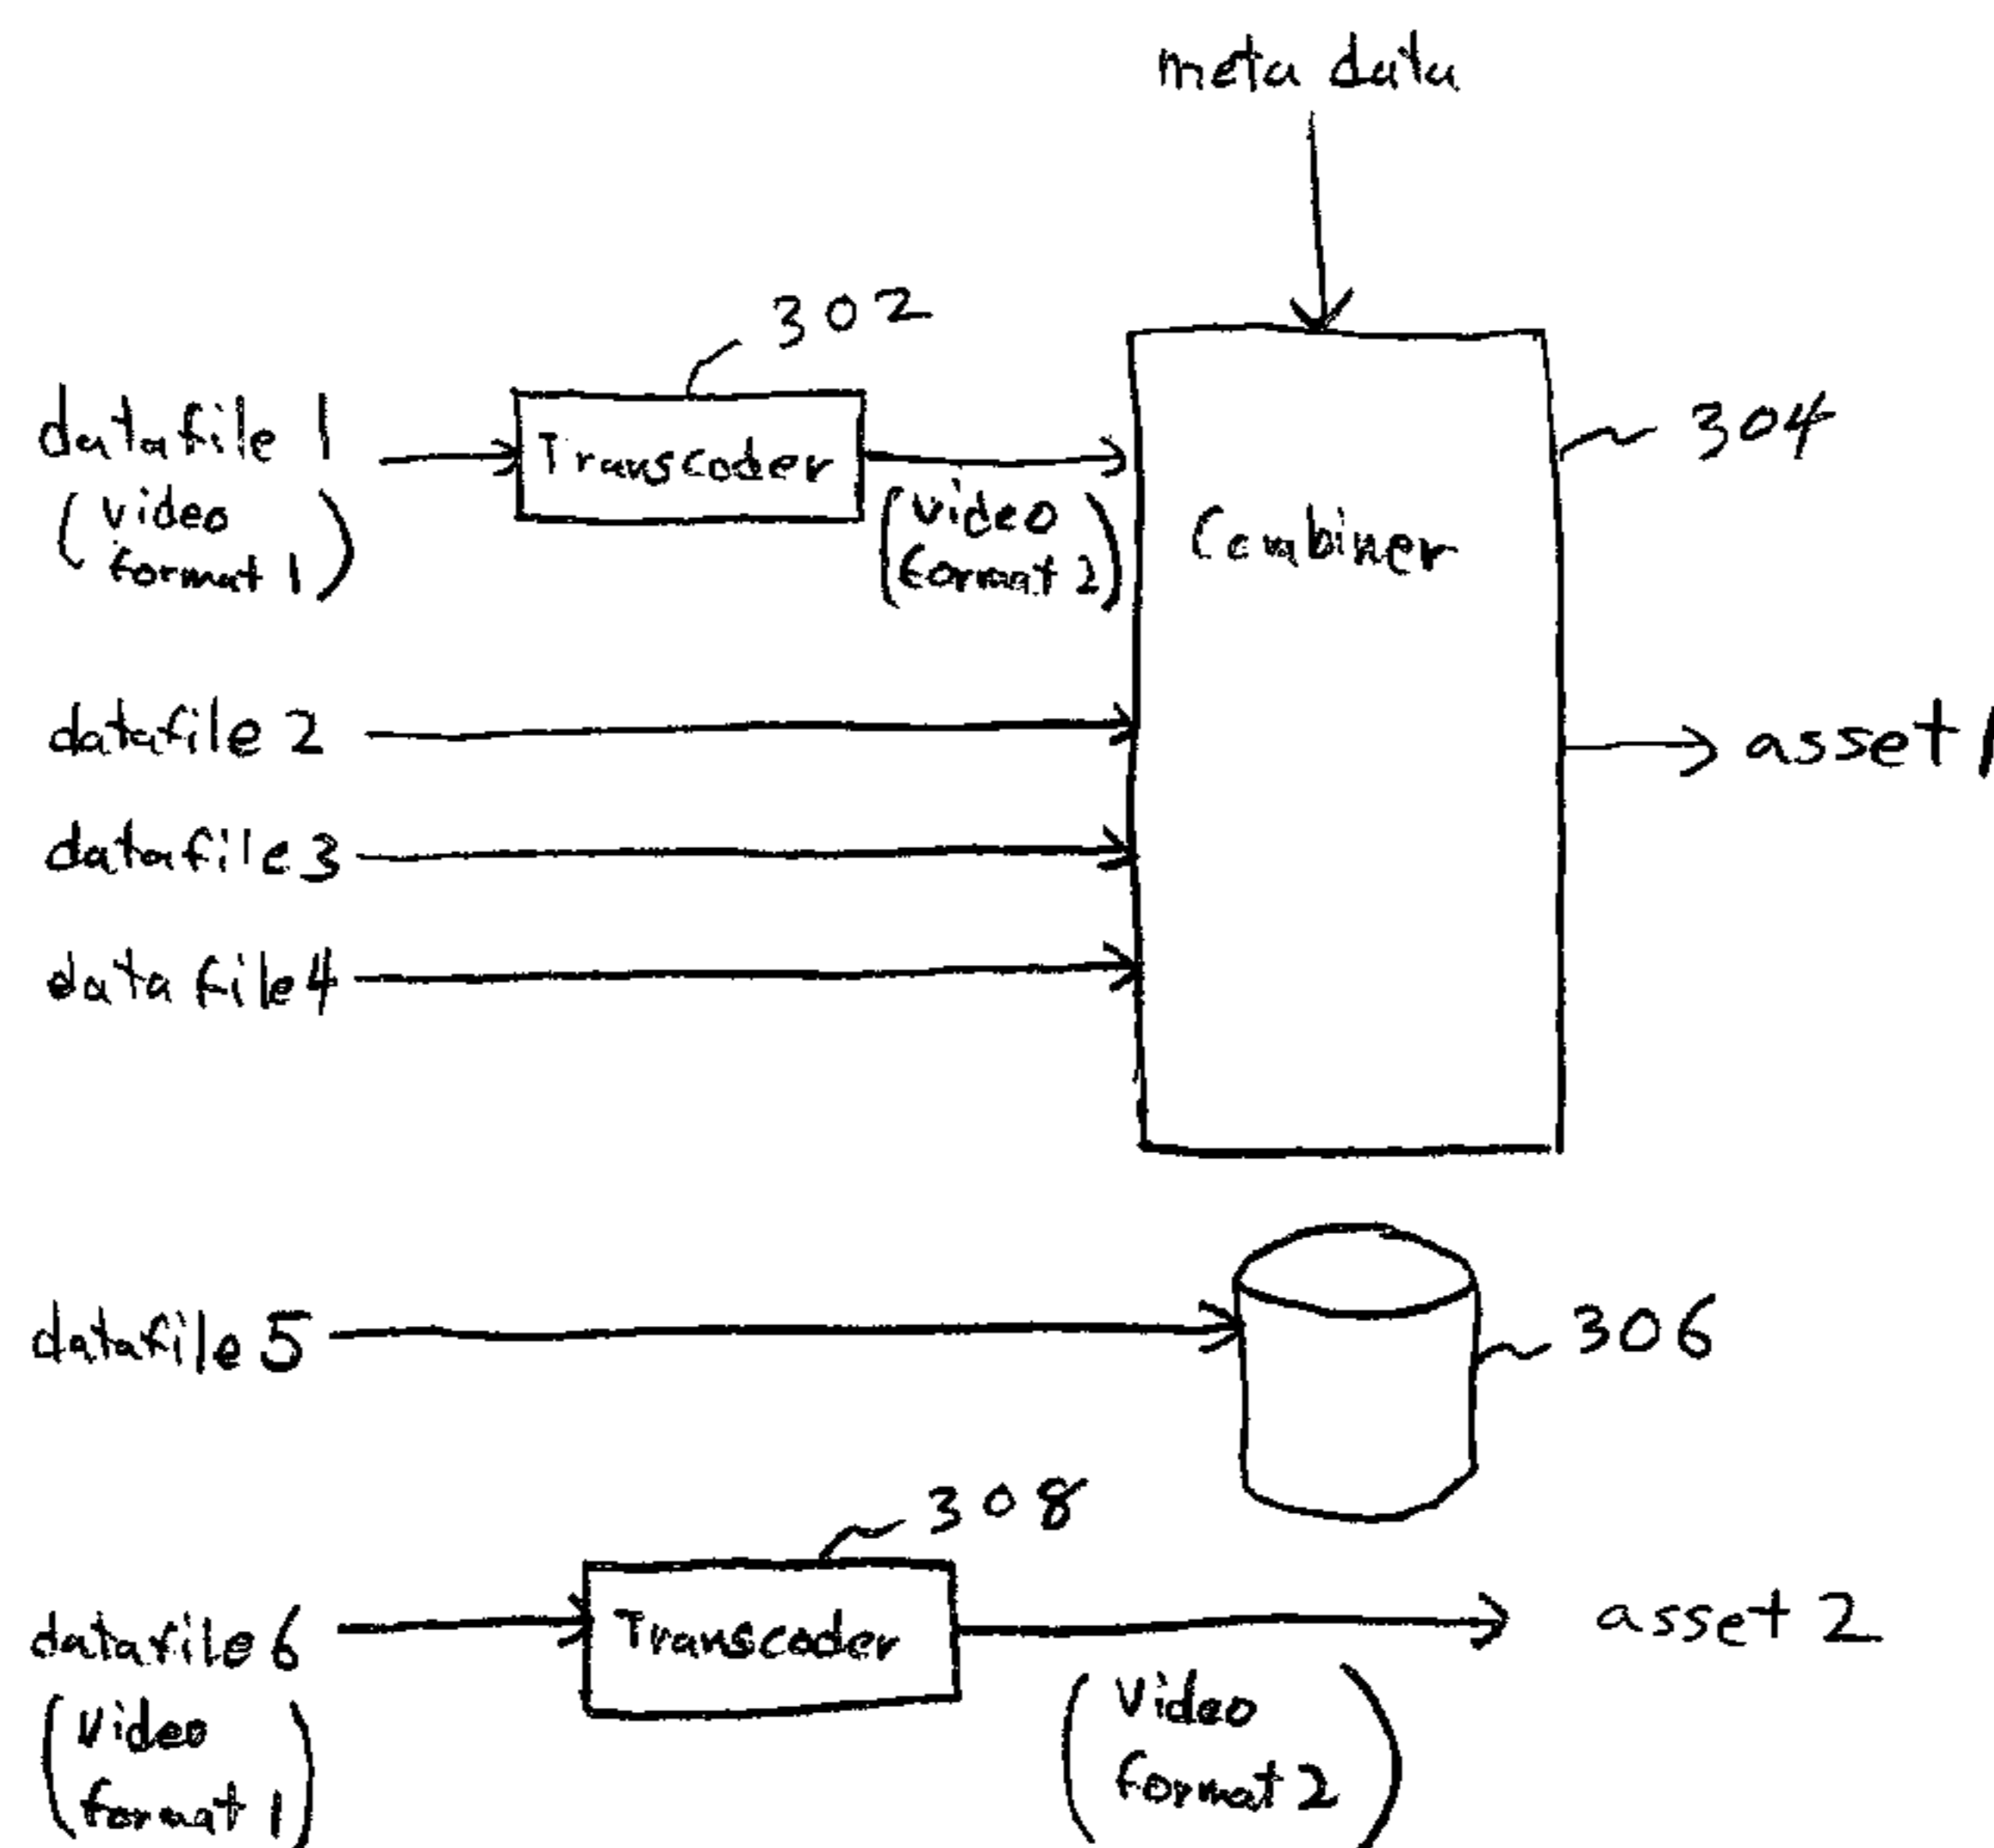 meta data
302
datafile 1
(video
format 1)
Transcoder
(video
format 2)
304
Combiner
datafile 2
asset 1
datafile 3
data file 4
datafile 5
306
308
datafile 6
(Video
format 1)
Transcoder
(Video
format 2)
asset 2